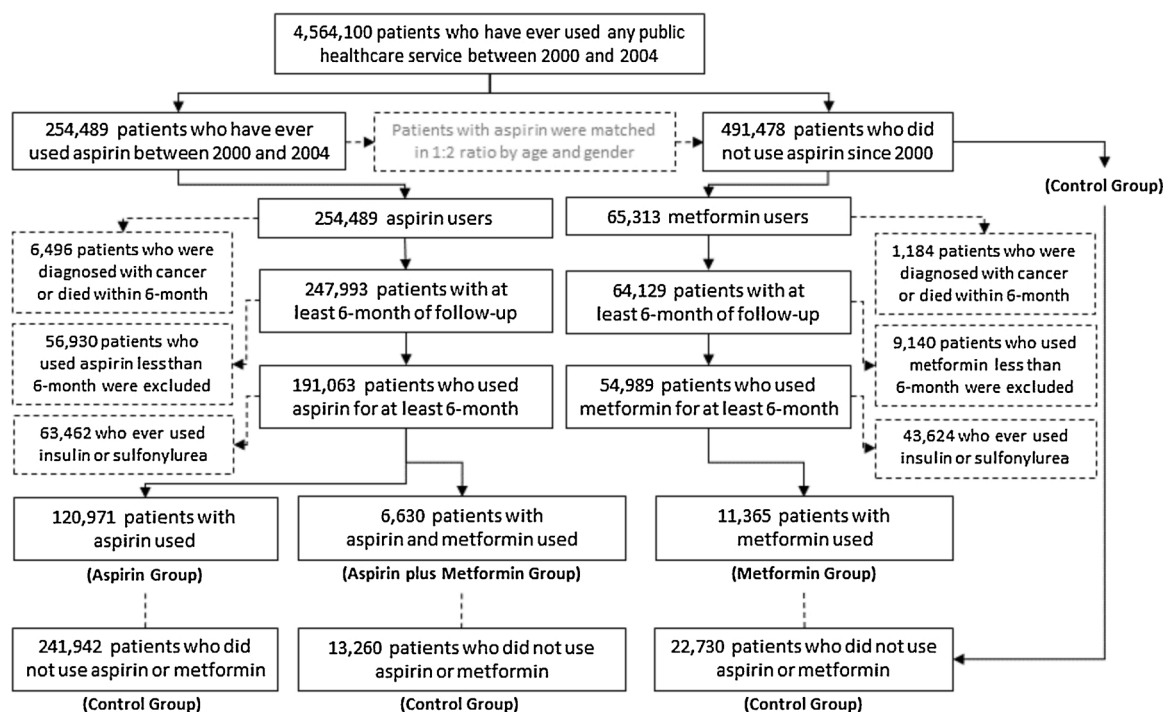 4,564,100 patients who have ever used any public
healthcare service between 2000 and 2004
254,489 patients who have ever
used aspirin between 2000 and 2004
Patients with aspirin were matched
in 1:2 ratio by age and gender
491,478 patients who did
not use aspirin since 2000
(Control Group)
254,489 aspirin users
65,313 metformin users
6,496 patients who were
diagnosed with cancer
or died within 6-month
1,184 patients who were
diagnosed with cancer
or died within 6-month
247,993 patients with at
least 6-month of follow-up
64,129 patients with at
least 6-month of follow-up
56,930 patients who
used aspirin less than
6-month were excluded
9,140 patients who used
metformin less than
6-month were excluded
191,063 patients who used
aspirin for at least 6-month
54,989 patients who used
metformin for at least 6-month
63,462 who ever used
insulin or sulfonylurea
43,624 who ever used
insulin or sulfonylurea
120,971 patients with
aspirin used
(Aspirin Group)
6,630 patients with
aspirin and metformin used
(Aspirin plus Metformin Group)
11,365 patients with
metformin used
(Metformin Group)
241,942 patients who did
not use aspirin or metformin
(Control Group)
13,260 patients who did not use
aspirin or metformin
(Control Group)
22,730 patients who did not use
aspirin or metformin
(Control Group)